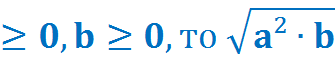 ≥ 0, b ≥ 0, то √(a² · b)